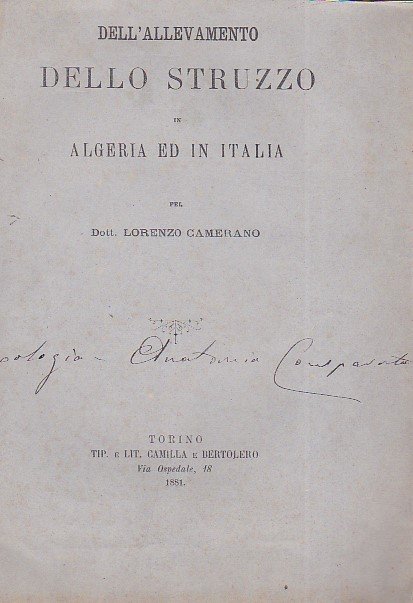 DELL'ALLEVAMENTO
DELLO STRUZZO
IN
ALGERIA ED IN ITALIA
PEL
Dott. LORENZO CAMERANO
Anatomia Comparata
TORINO
TIP. E LIT. CAMILLA E BERTOLERO
Via Ospedale, 18
1881.